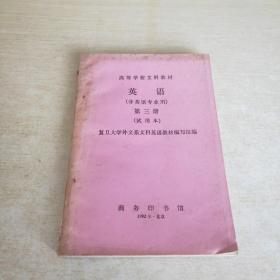 高等学校文科教材
英语
(非英语专业用)
第三册
(试用本)
复旦大学外文系文科英语教材编写组编
商务印书馆
1982年·北京